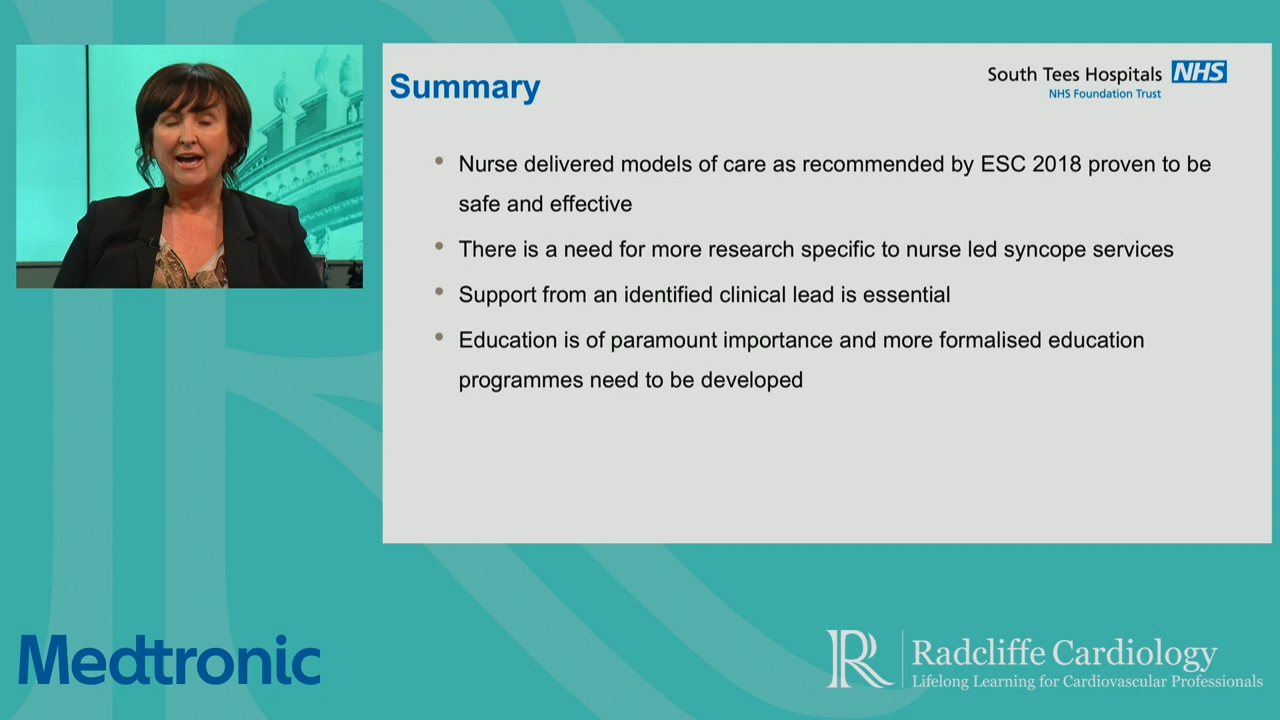 Summary
South Tees Hospitals NHS
NHS Foundation Trust
Nurse delivered models of care as recommended by ESC 2018 proven to be
safe and effective
There is a need for more research specific to nurse led syncope services
Support from an identified clinical lead is essential
Education is of paramount importance and more formalised education
programmes need to be developed
Medtronic
R
Radcliffe Cardiology
Lifelong Learning for Cardiovascular Professionals